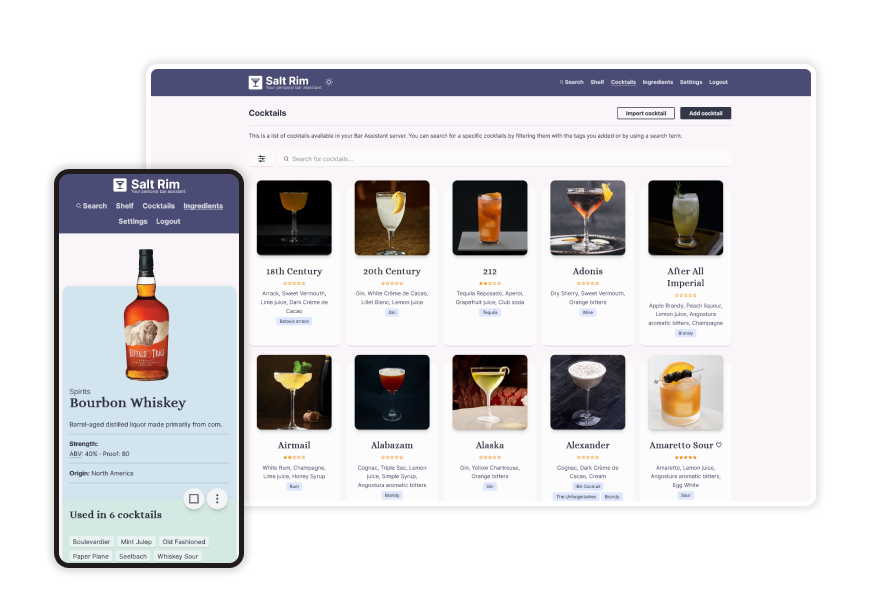 Salt Rim
Your personal bar assistant
Search Shelf Cocktails Ingredients Settings Logout
Cocktails
Import cocktail
Add cocktail
This is a list of cocktails available in your Bar Assistant server. You can search for a specific cocktails by filtering them with the tags you added or by using a search term.
Search for cocktails...
18th Century
Arrack, Sweet Vermouth,
Lime juice, Dark Crème de
Cacao
Batavia arrack
20th Century
Gin, White Crème de Cacao,
Lillet Blanc, Lemon juice
Gin
212
Tequila Reposado, Aperol,
Grapefruit juice, Club soda
Tequila
Adonis
Dry Sherry, Sweet Vermouth,
Orange bitters
Wine
After All
Imperial
Apple Brandy, Peach liqueur,
Lemon juice, Angostura
aromatic bitters, Champagne
Brandy
Airmail
White Rum, Champagne,
Lime juice, Honey Syrup
Rum
Alabazam
Cognac, Triple Sec, Lemon
juice, Simple Syrup,
Angostura aromatic bitters
Brandy
Alaska
Gin, Yellow Chartreuse,
Orange bitters
Gin
Alexander
Cognac, Dark Crème de
Cacao, Cream
IBA Cocktail
The Unforgettables Brandy
Amaretto Sour
Amaretto, Lemon juice,
Angostura aromatic bitters,
Egg White
Sour
Salt Rim
Your personal bar assistant
Search Shelf Cocktails Ingredients
Settings Logout
BUFFALO TRACE
Spirits
Bourbon Whiskey
Barrel-aged distilled liquor made primarily from corn.
Strength:
ABV: 40% · Proof: 80
Origin: North America
Used in 6 cocktails
Boulevardier Mint Julep Old Fashioned
Paper Plane Seelbach Whiskey Sour